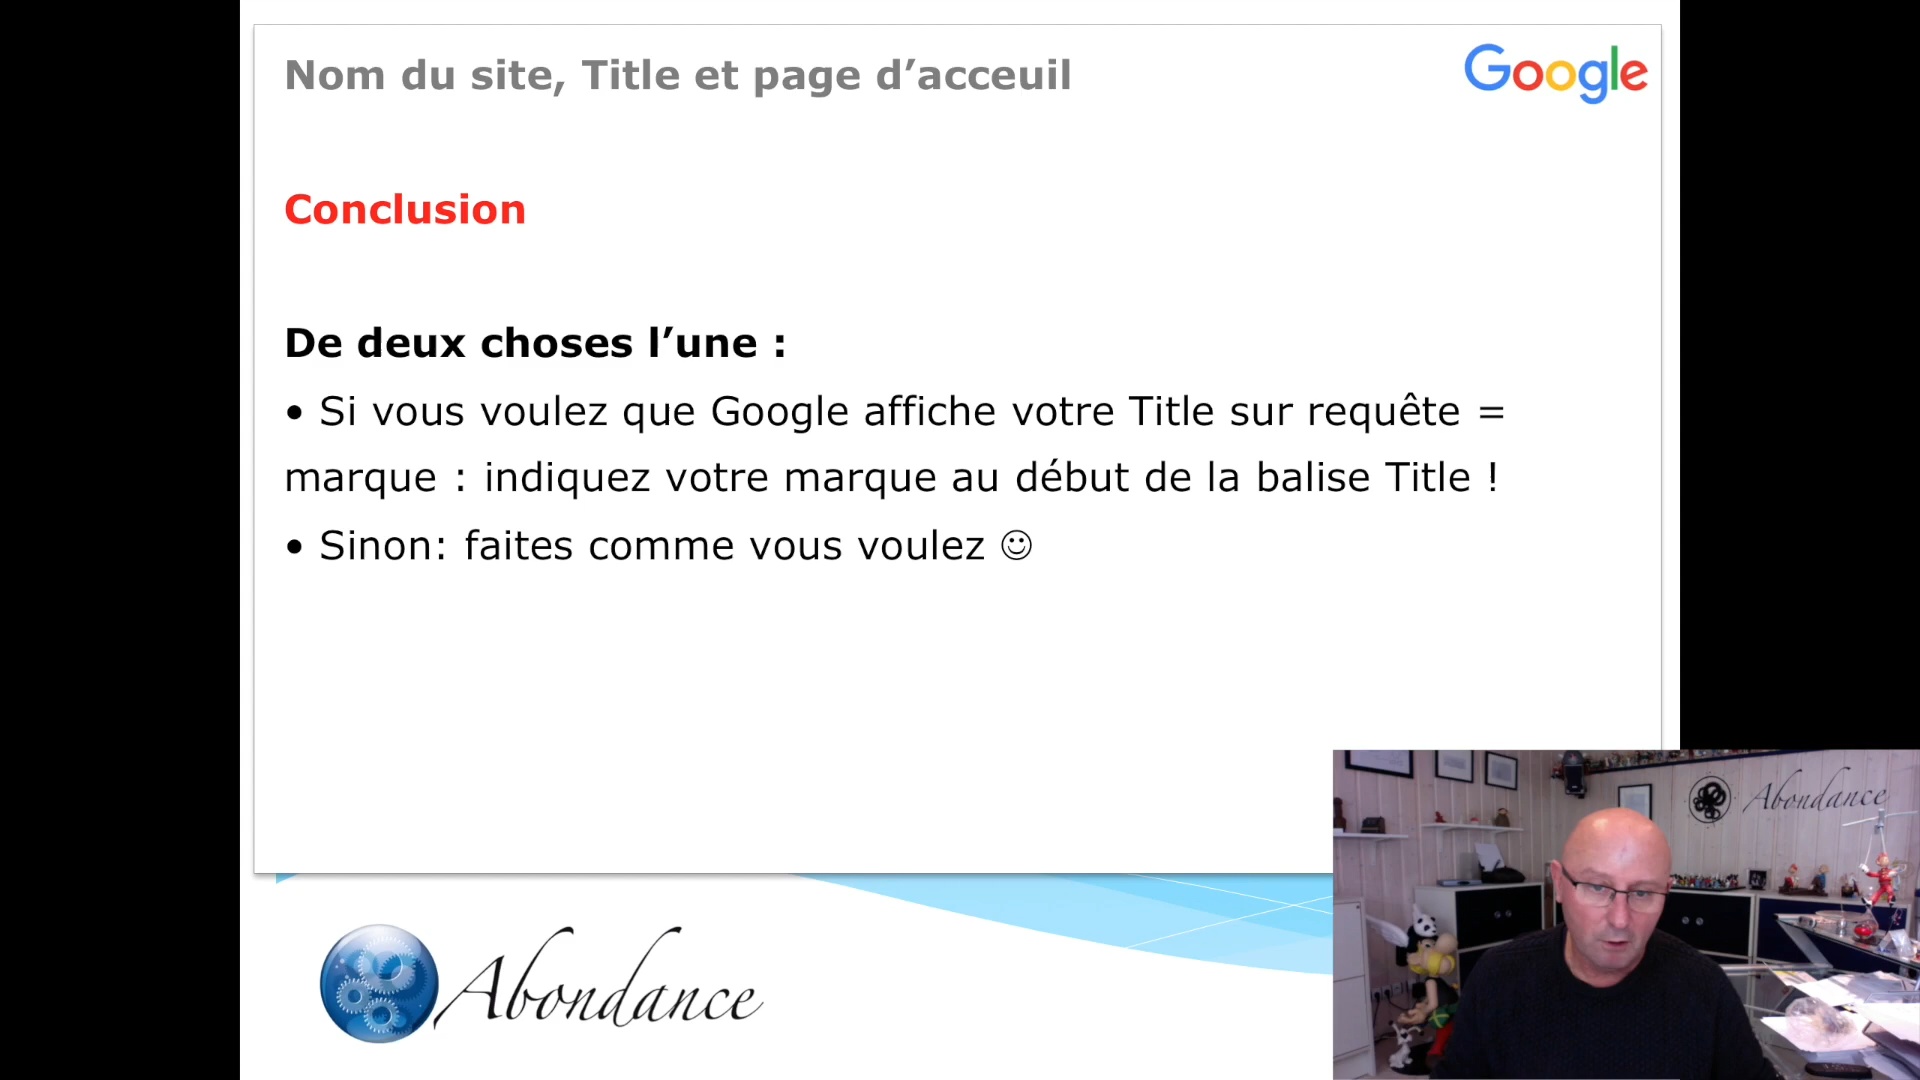 Nom du site, Title et page d’acceuil
Google
Conclusion
De deux choses l’une :
• Si vous voulez que Google affiche votre Title sur requête =
marque : indiquez votre marque au début de la balise Title !
• Sinon: faites comme vous voulez ☺
Abondance
Abondance